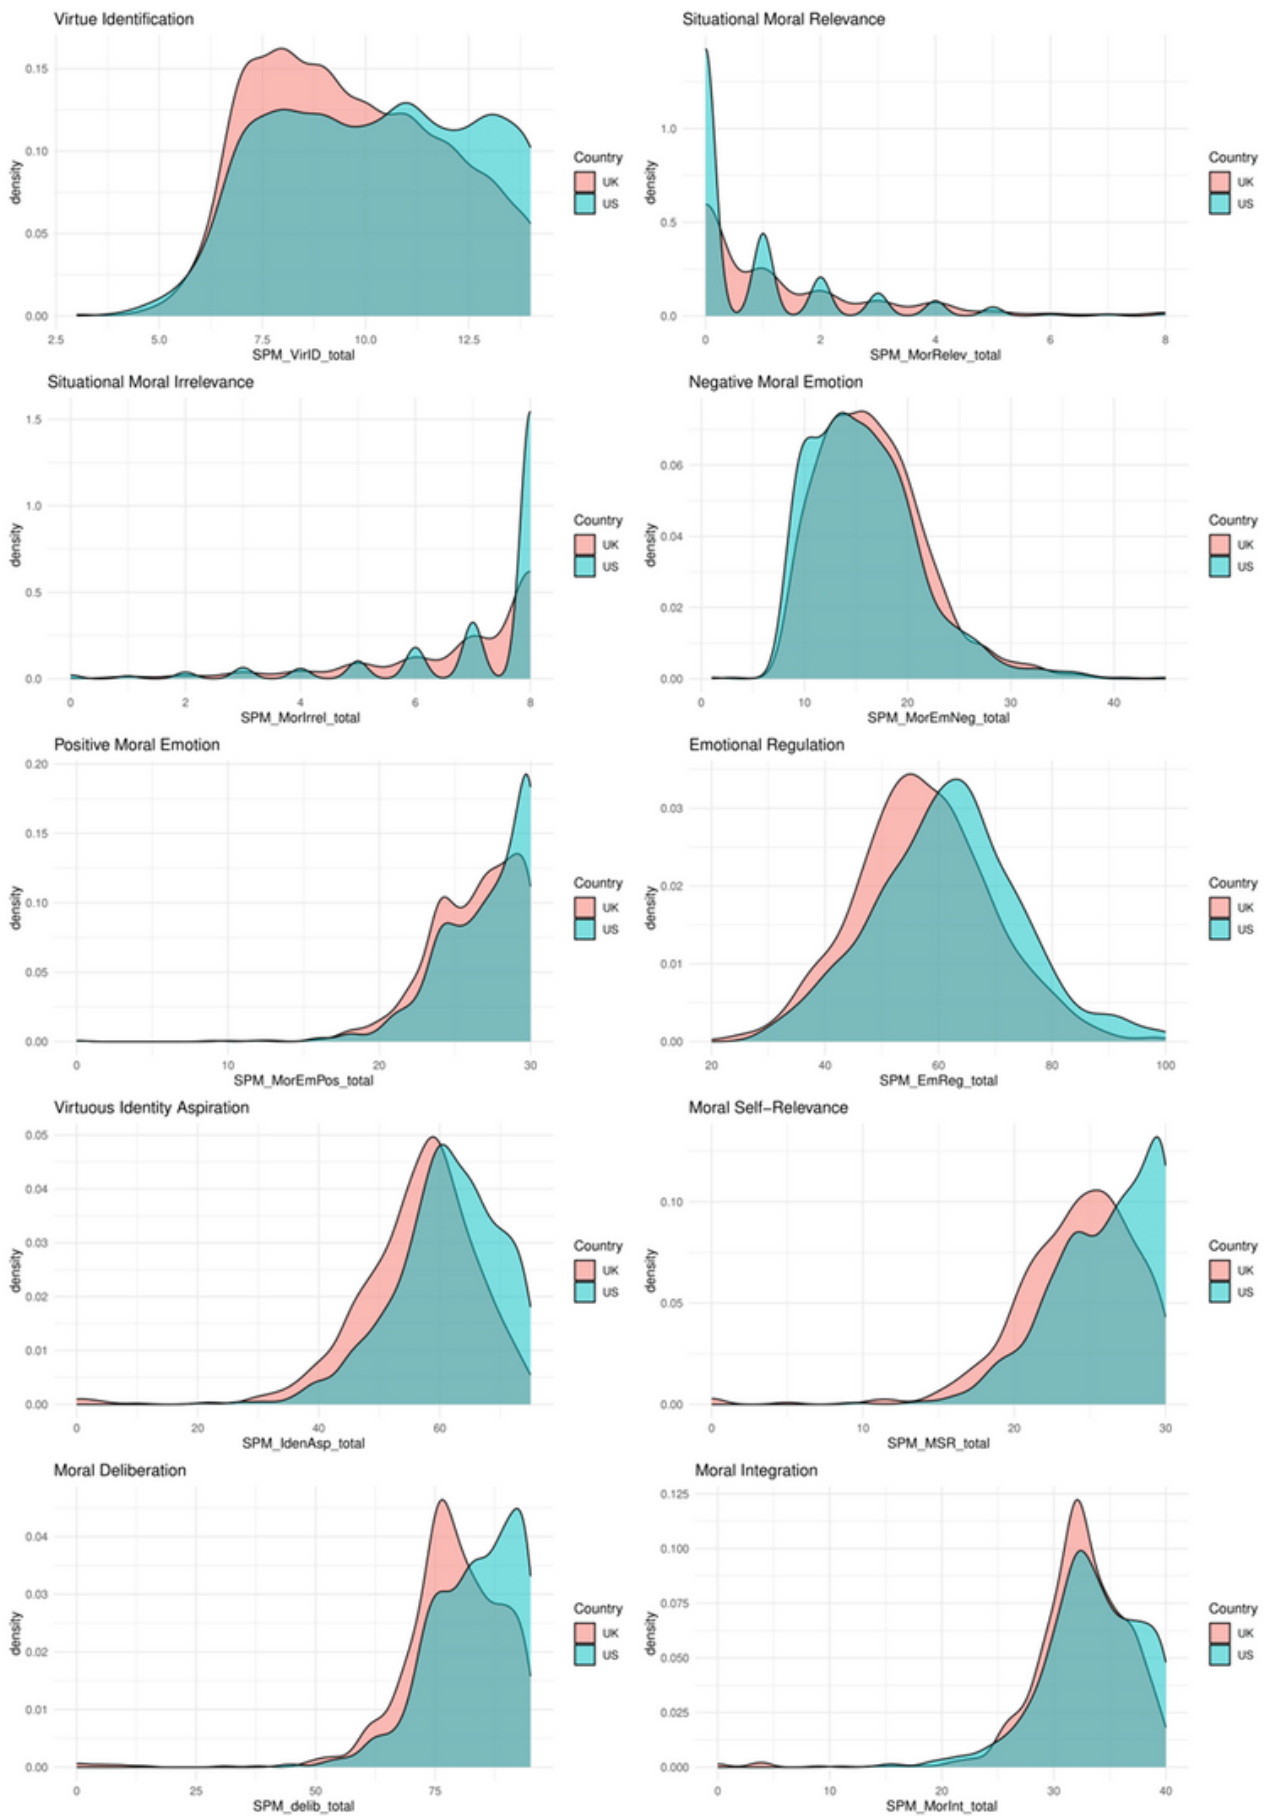 Virtue Identification
density
0.15
0.10
0.05
0.00
2.5 5.0 7.5 10.0 12.5
SPM_VirID_total
Country
UK
US
Situational Moral Relevance
density
1.0
0.5
0.0
0 2 4 6 8
SPM_MorRelev_total
Country
UK
US
Situational Moral Irrelevance
density
1.5
1.0
0.5
0.0
0 2 4 6 8
SPM_MorIrrel_total
Country
UK
US
Negative Moral Emotion
density
0.06
0.04
0.02
0.00
0 10 20 30 40
SPM_MorEmNeg_total
Country
UK
US
Positive Moral Emotion
density
0.20
0.15
0.10
0.05
0.00
0 10 20 30
SPM_MorEmPos_total
Country
UK
US
Emotional Regulation
density
0.03
0.02
0.01
0.00
20 40 60 80 100
SPM_EmReg_total
Country
UK
US
Virtuous Identity Aspiration
density
0.05
0.04
0.03
0.02
0.01
0.00
0 20 40 60
SPM_IdenAsp_total
Country
UK
US
Moral Self−Relevance
density
0.10
0.05
0.00
0 10 20 30
SPM_MSR_total
Country
UK
US
Moral Deliberation
density
0.04
0.03
0.02
0.01
0.00
0 25 50 75
SPM_delib_total
Country
UK
US
Moral Integration
density
0.125
0.100
0.075
0.050
0.025
0.000
0 10 20 30 40
SPM_MorInt_total
Country
UK
US